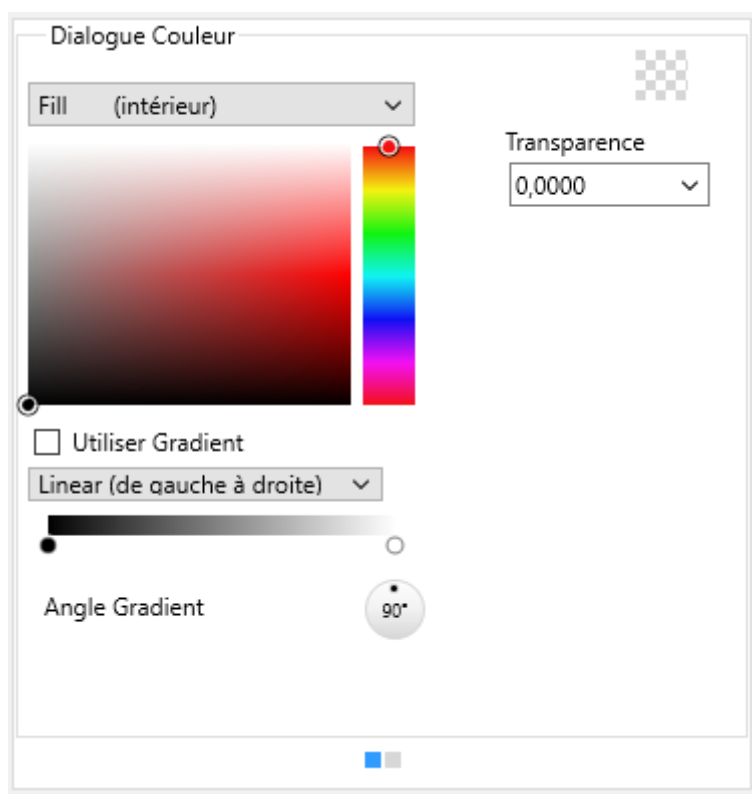 Dialogue Couleur
Fill (intérieur)
Transparence
0,0000
Utiliser Gradient
Linear (de gauche à droite)
Angle Gradient
90°